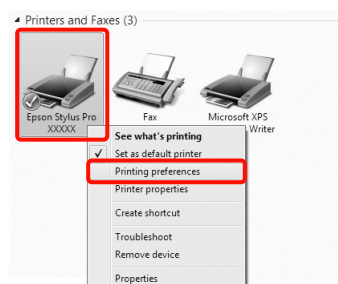 Printers and Faxes (3)
Epson Stylus Pro
XXXXX
Fax
Microsoft XPS
Writer
See what's printing
Set as default printer
Printing preferences
Printer properties
Create shortcut
Troubleshoot
Remove device
Properties